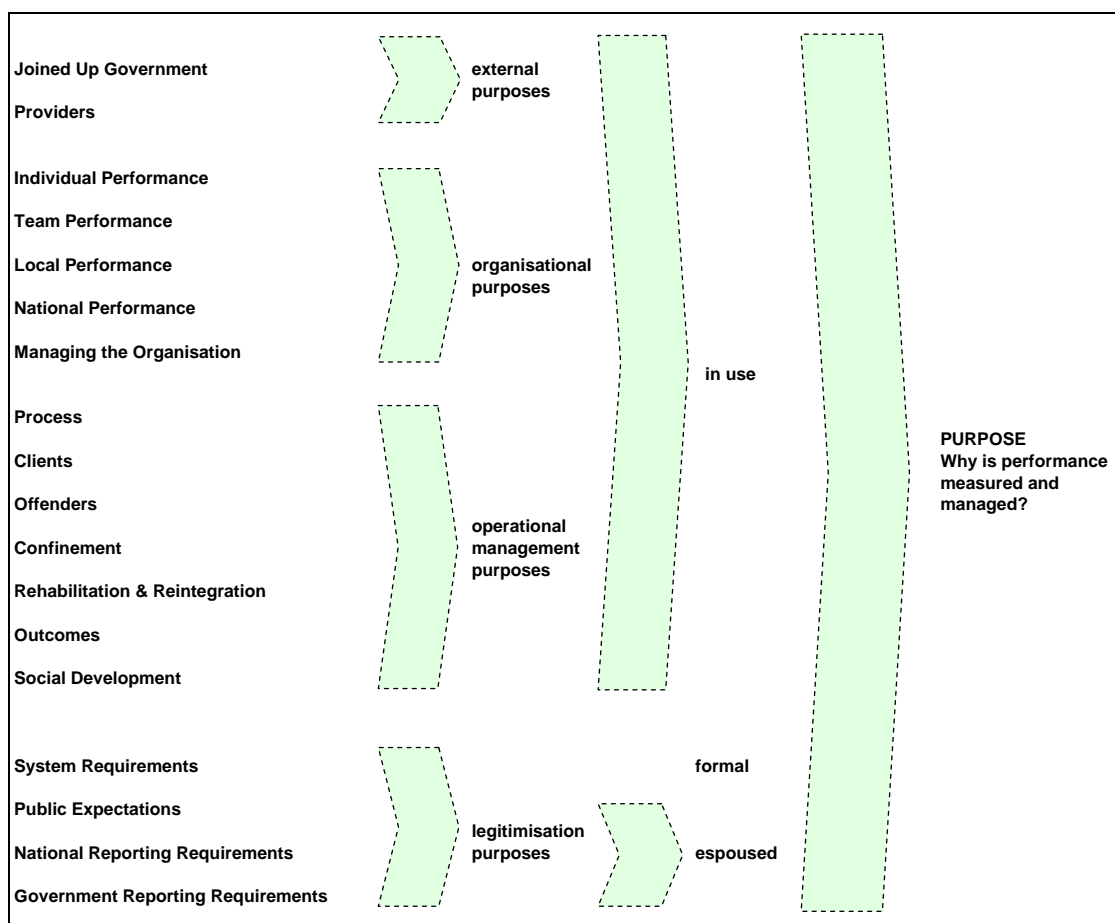 Joined Up Government
Providers
external
purposes
Individual Performance
Team Performance
Local Performance
National Performance
Managing the Organisation
organisational
purposes
Process
Clients
Offenders
Confinement
Rehabilitation & Reintegration
Outcomes
Social Development
operational
management
purposes
in use
System Requirements
Public Expectations
National Reporting Requirements
Government Reporting Requirements
legitimisation
purposes
formal
espoused
PURPOSE
Why is performance
measured and
managed?